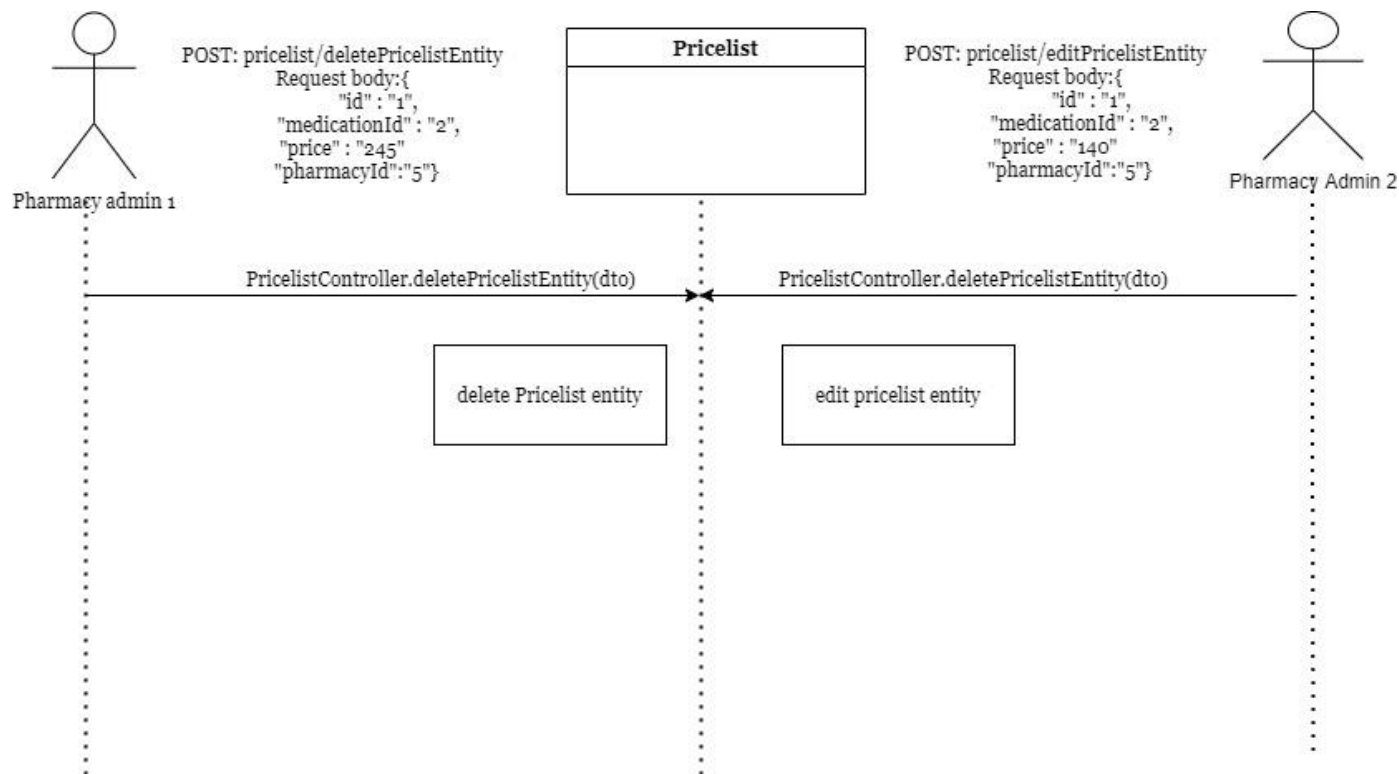 POST: pricelist/deletePricelistEntity
Request body:{
"id" : "1",
"medicationId" : "2",
"price" : "245"
"pharmacyId":"5"}
Pharmacy admin 1
Pricelist
POST: pricelist/editPricelistEntity
Request body:{
"id" : "1",
"medicationId" : "2",
"price" : "140"
"pharmacyId":"5"}
Pharmacy Admin 2
PricelistController.deletePricelistEntity(dto)
PricelistController.deletePricelistEntity(dto)
delete Pricelist entity
edit pricelist entity